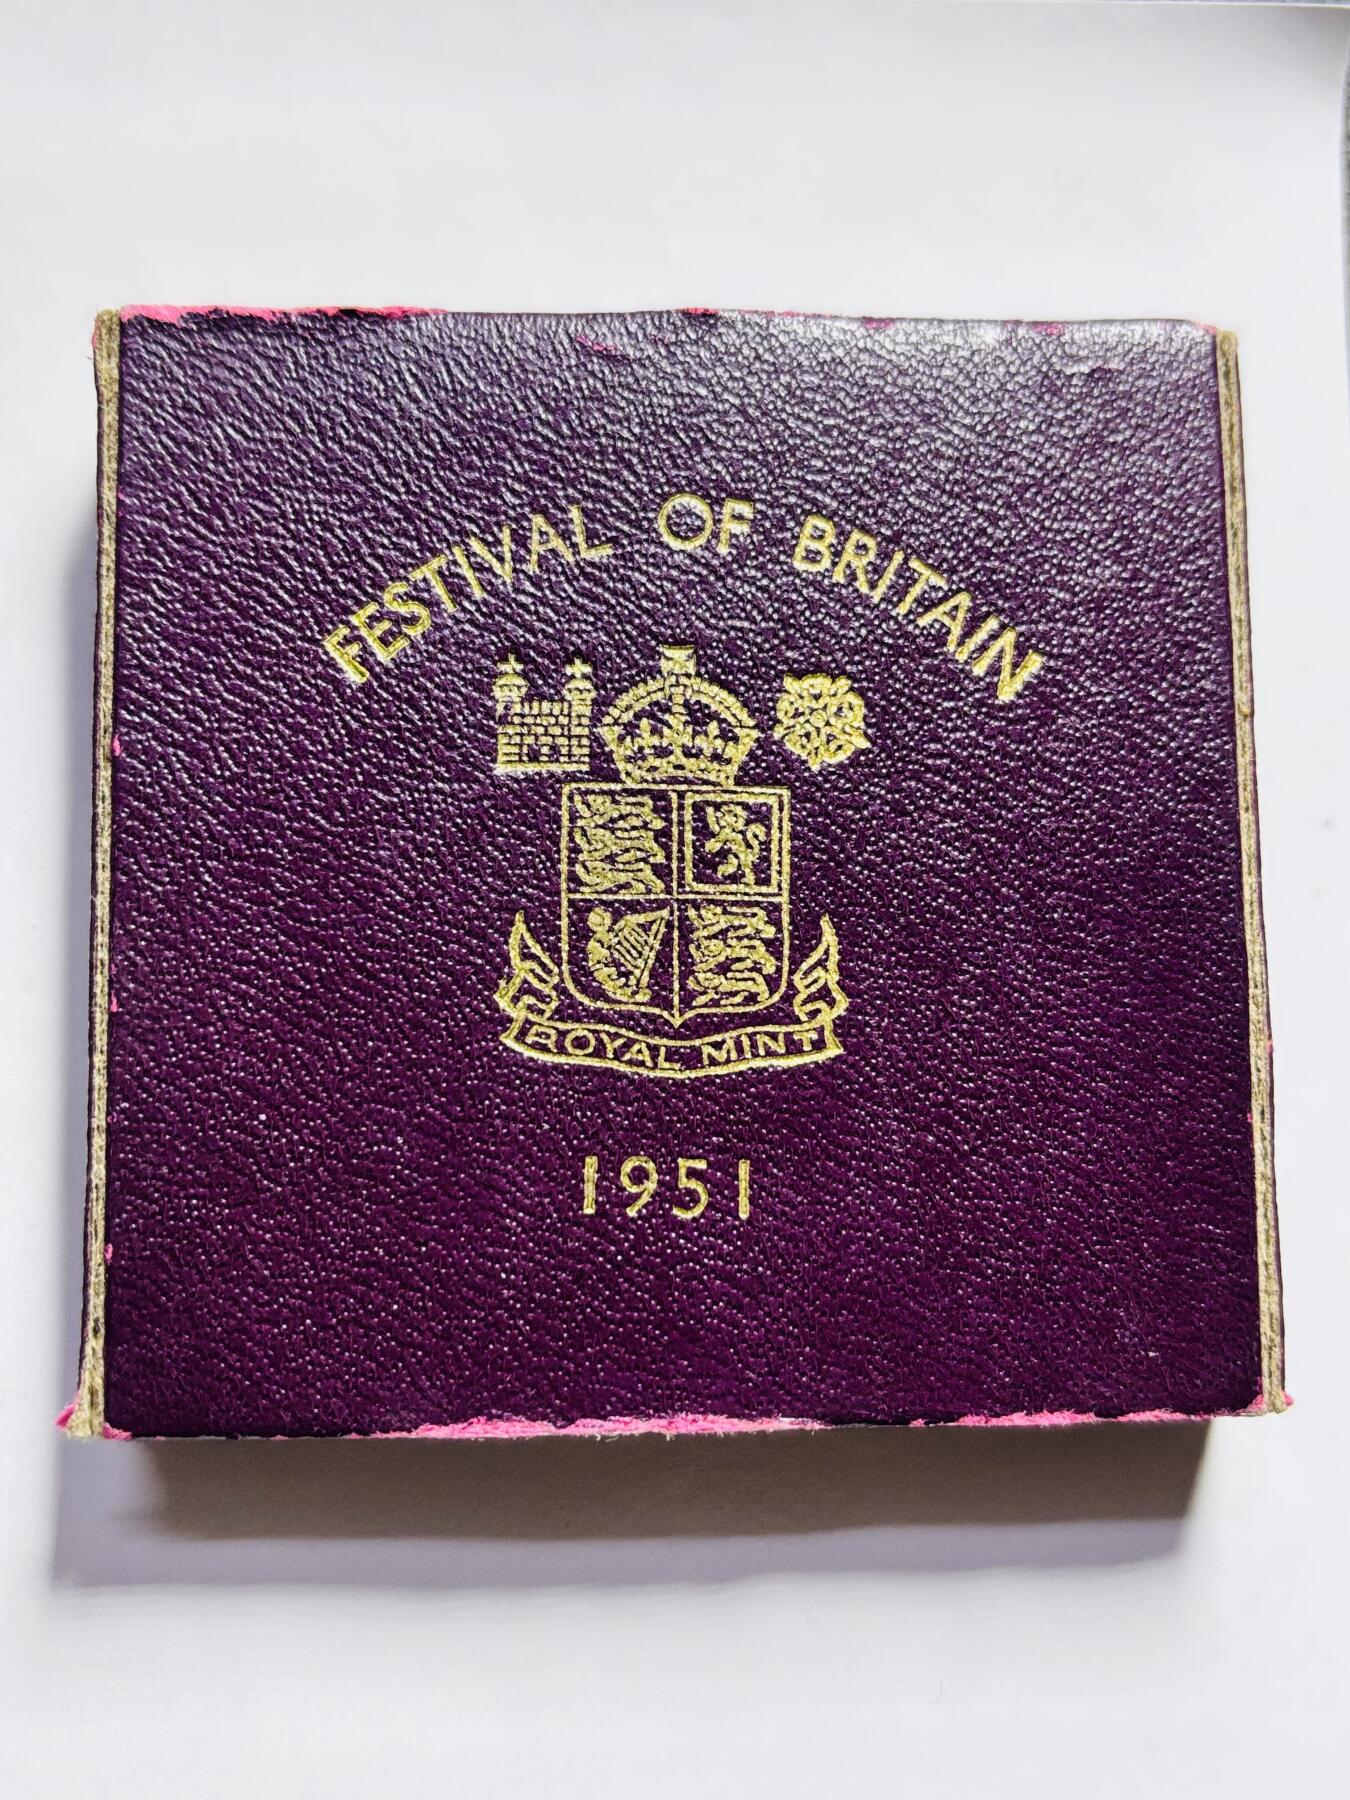 FESTIVAL OF BRITAIN
ROYAL MINT
1951